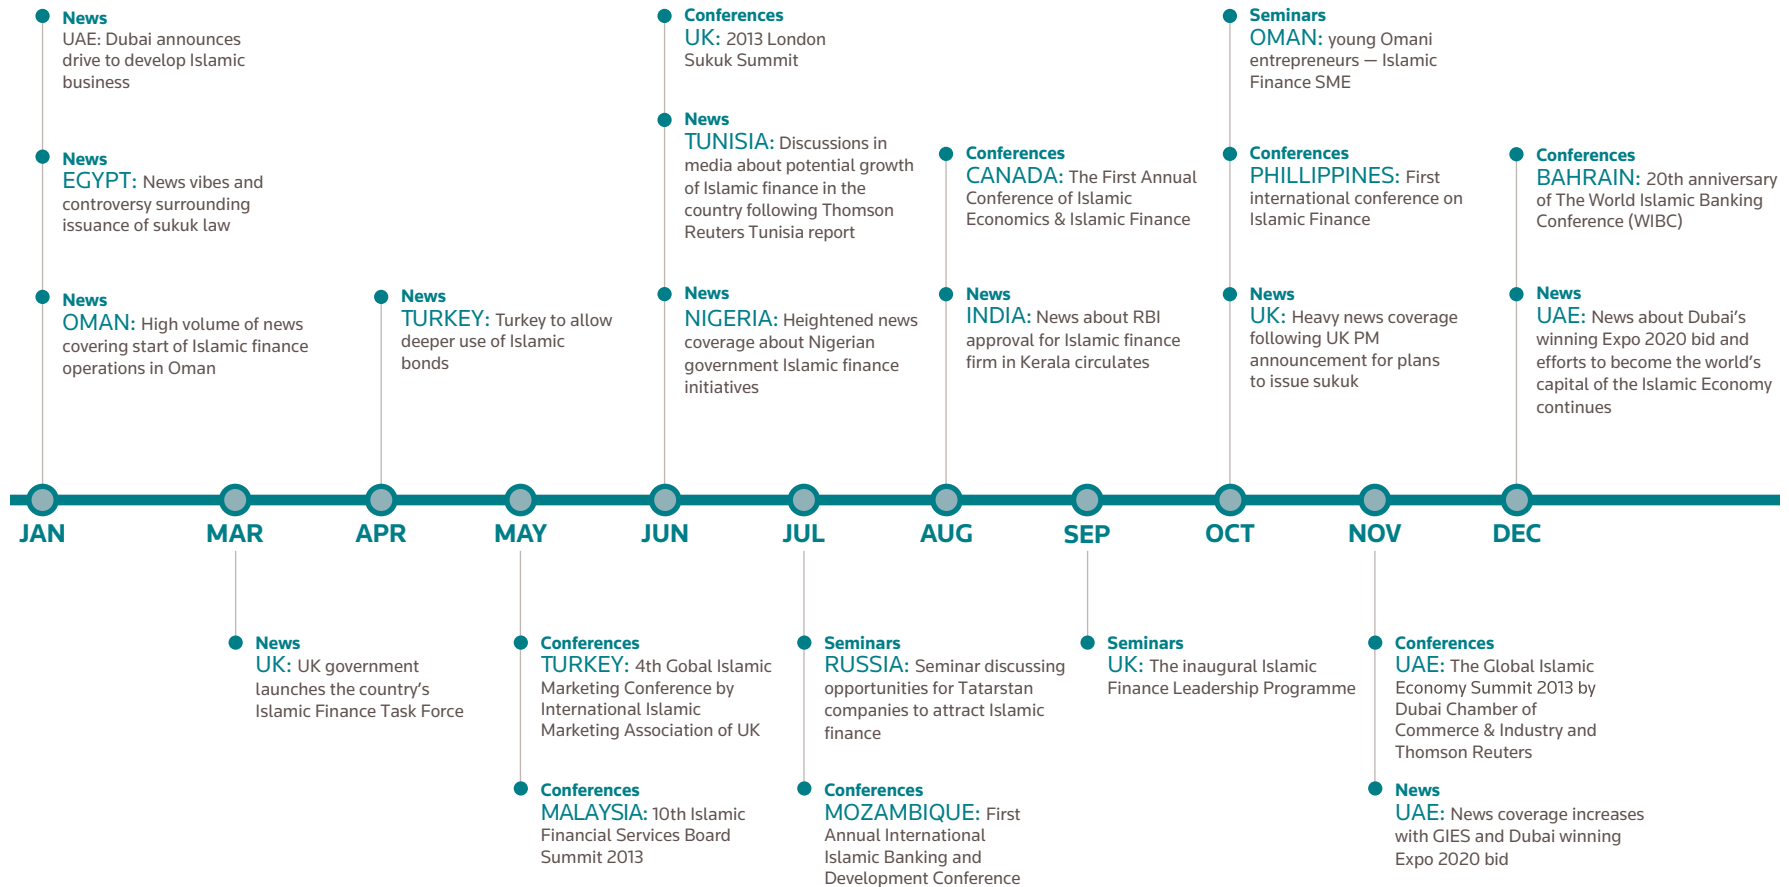 News
UAE: Dubai announces
drive to develop Islamic
business
News
EGYPT: News vibes and
controversy surrounding
issuance of sukuk law
News
OMAN: High volume of news
covering start of Islamic finance
operations in Oman
News
TURKEY: Turkey to allow
deeper use of Islamic
bonds
Conferences
UK: 2013 London
Sukuk Summit
News
TUNISIA: Discussions in
media about potential growth
of Islamic finance in the
country following Thomson
Reuters Tunisia report
News
NIGERIA: Heightened news
coverage about Nigerian
government Islamic finance
initiatives
Conferences
CANADA: The First Annual
Conference of Islamic
Economics & Islamic Finance
News
INDIA: News about RBI
approval for Islamic finance
firm in Kerala circulates
Seminars
OMAN: young Omani
entrepreneurs — Islamic
Finance SME
Conferences
PHILLIPPINES: First
international conference on
Islamic Finance
News
UK: Heavy news coverage
following UK PM
announcement for plans
to issue sukuk
Conferences
BAHRAIN: 20th anniversary
of The World Islamic Banking
Conference (WIBC)
News
UAE: News about Dubai's
winning Expo 2020 bid and
efforts to become the world's
capital of the Islamic Economy
continues
JAN MAR APR MAY JUN JUL AUG SEP OCT NOV DEC
News
UK: UK government
launches the country's
Islamic Finance Task Force
Conferences
TURKEY: 4th Gobal Islamic
Marketing Conference by
International Islamic
Marketing Association of UK
Conferences
MALAYSIA: 10th Islamic
Financial Services Board
Summit 2013
Seminars
RUSSIA: Seminar discussing
opportunities for Tatarstan
companies to attract Islamic
finance
Conferences
MOZAMBIQUE: First
Annual International
Islamic Banking and
Development Conference
Seminars
UK: The inaugural Islamic
Finance Leadership Programme
Conferences
UAE: The Global Islamic
Economy Summit 2013 by
Dubai Chamber of
Commerce & Industry and
Thomson Reuters
News
UAE: News coverage increases
with GIES and Dubai winning
Expo 2020 bid